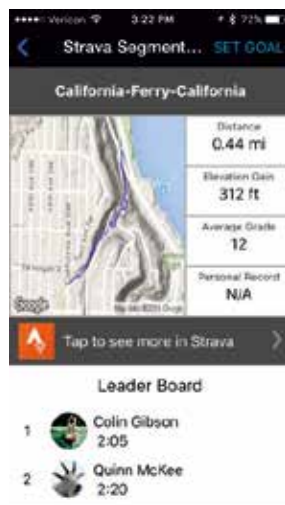 Verizon 3:22 PM 72%
Strava Segment... SET GOAL
California-Ferry-California
Distance
0.44 mi
Elevation Gain
312 ft
Average Grade
12
Personal Record
N/A
Google
Tap to see more in Strava
Leader Board
1 Colin Gibson
2:05
2 Quinn McKee
2:20